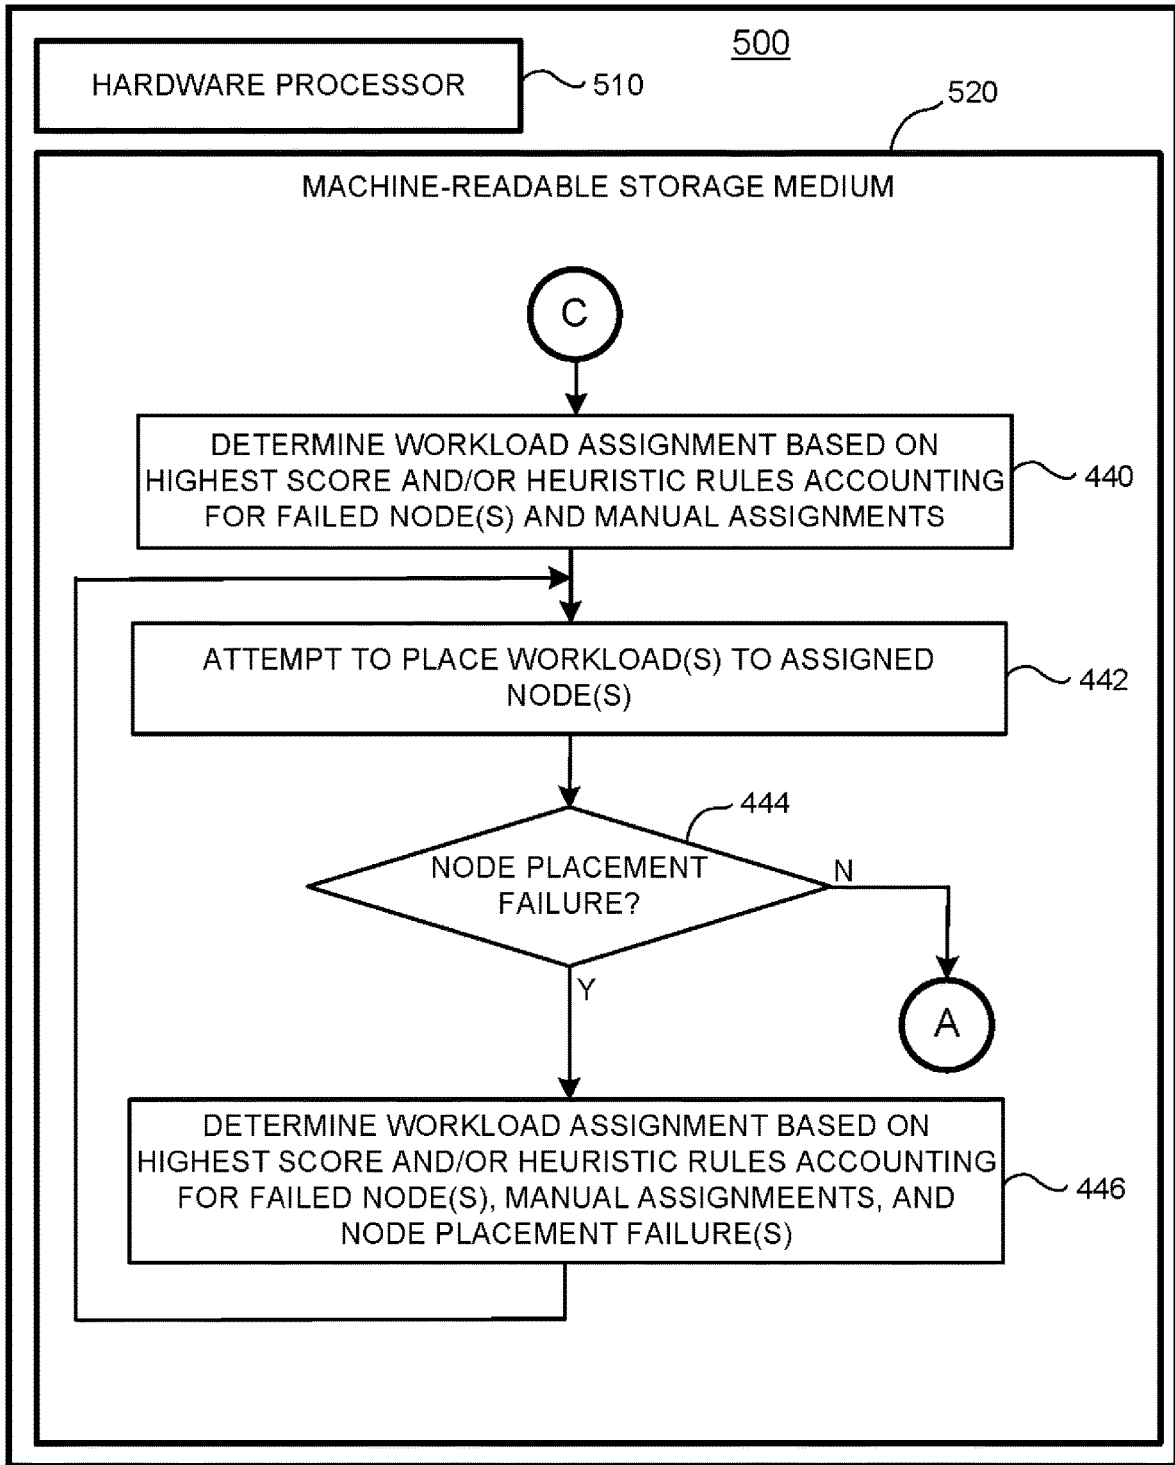 500
HARDWARE PROCESSOR
510
520
MACHINE-READABLE STORAGE MEDIUM
C
DETERMINE WORKLOAD ASSIGNMENT BASED ON
HIGHEST SCORE AND/OR HEURISTIC RULES ACCOUNTING
FOR FAILED NODE(S) AND MANUAL ASSIGNMENTS
440
ATTEMPT TO PLACE WORKLOAD(S) TO ASSIGNED
NODE(S)
442
444
NODE PLACEMENT
FAILURE?
N
Y
A
DETERMINE WORKLOAD ASSIGNMENT BASED ON
HIGHEST SCORE AND/OR HEURISTIC RULES ACCOUNTING
FOR FAILED NODE(S), MANUAL ASSIGNMEENTS, AND
NODE PLACEMENT FAILURE(S)
446